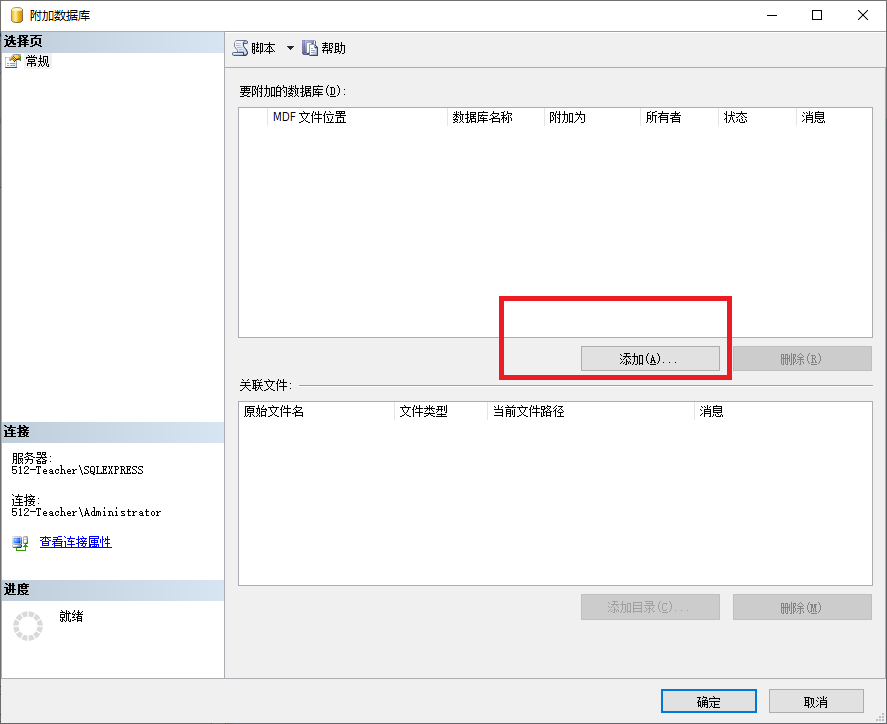 附加数据库
选择页
常规
脚本 帮助
要附加的数据库(D):
MDF 文件位置 数据库名称 附加为 所有者 状态 消息
添加(A)... 删除(R)
关联文件:
原始文件名 文件类型 当前文件路径 消息
连接
服务器:
512-Teacher\SQLEXPRESS
连接:
512-Teacher\Administrator
查看连接属性
进度
就绪
添加目录(C)... 删除(M)
确定 取消